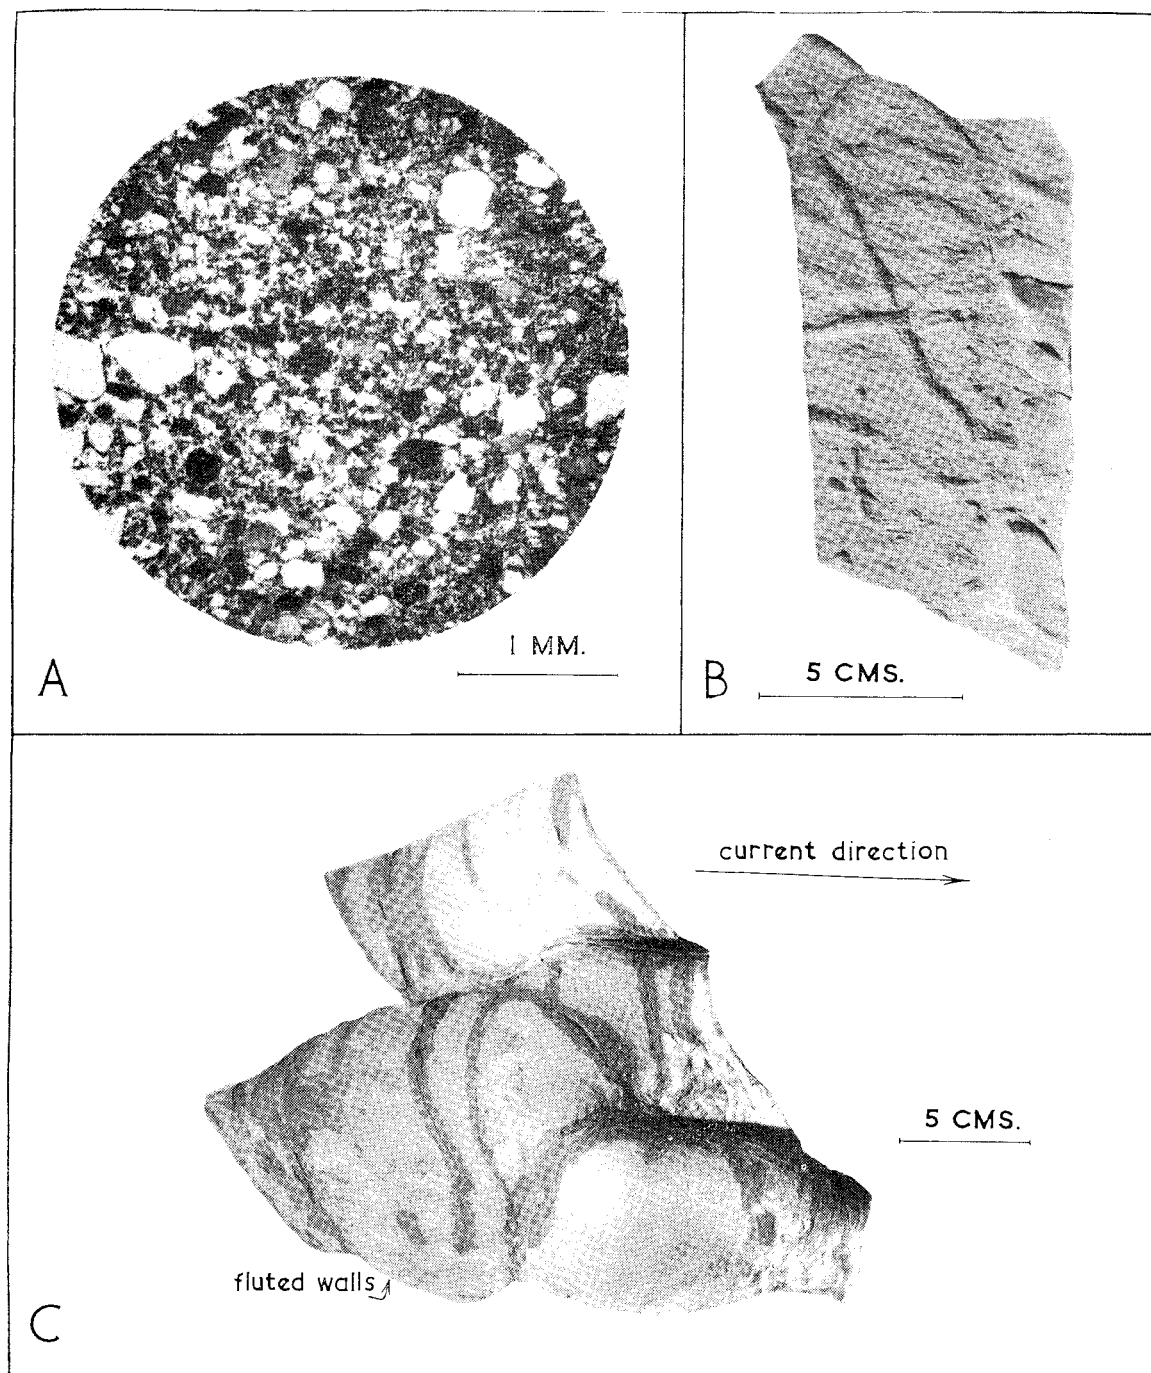 1 MM.
A
5 CMS.
B
current direction
5 CMS.
fluted walls
C